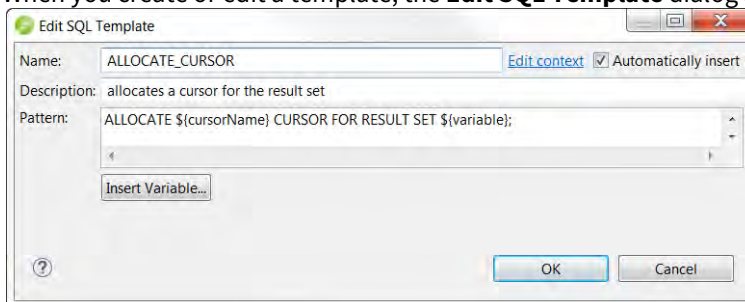 when you create or edit a template, the Edit SQL Template dialog
Edit SQL Template
Name: ALLOCATE_CURSOR Edit context Automatically insert
Description: allocates a cursor for the result set
Pattern: ALLOCATE ${cursorName} CURSOR FOR RESULT SET ${variable};
Insert Variable...
? OK Cancel